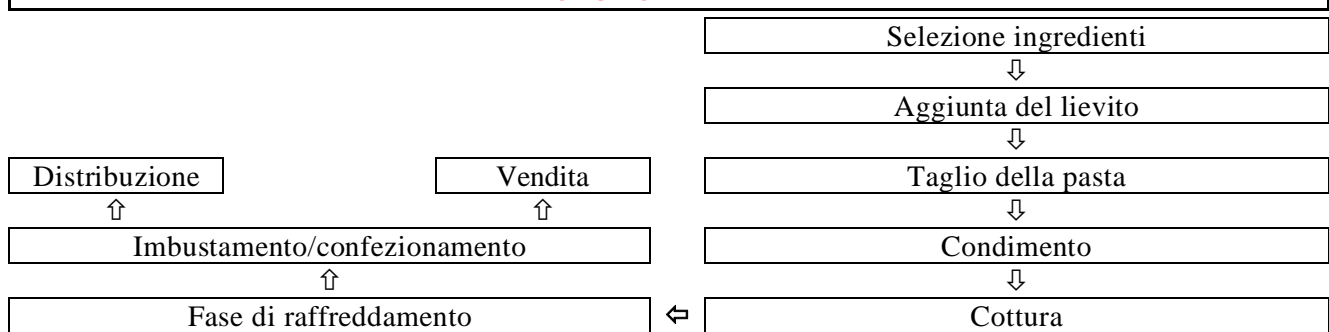 Selezione ingredienti
⇩
Aggiunta del lievito
⇩
Distribuzione Vendita Taglio della pasta
⇧ ⇧ ⇩
Imbustamento/confezionamento Condimento
⇧ ⇩
Fase di raffreddamento ⇦ Cottura